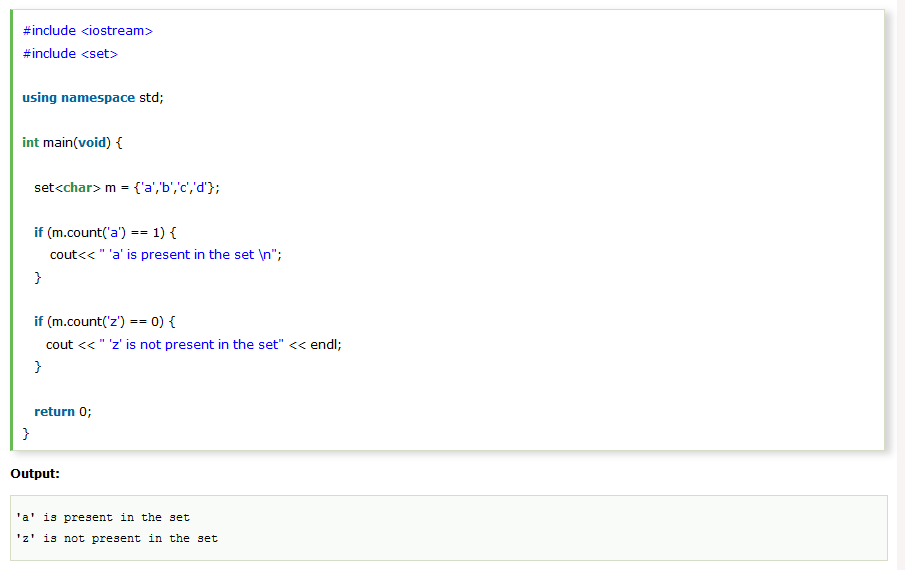 #include <iostream>
#include <set>
using namespace std;
int main(void) {
set<char> m = {'a','b','c','d'};
if (m.count('a') == 1) {
cout<< " 'a' is present in the set \n";
}
if (m.count('z') == 0) {
cout << " 'z' is not present in the set" << endl;
}
return 0;
}
Output:
'a' is present in the set
'z' is not present in the set